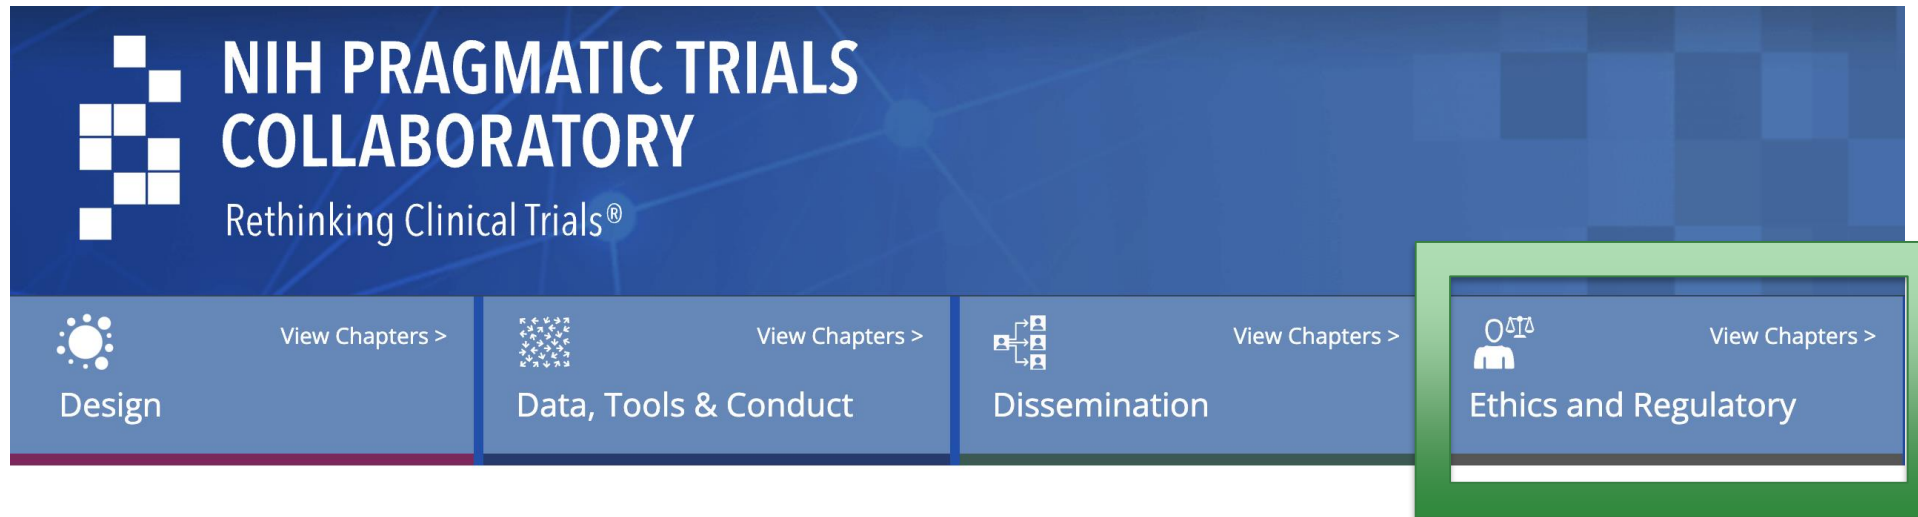 NIH PRAGMATIC TRIALS
COLLABORATORY
Rethinking Clinical Trials®
View Chapters >
Design
View Chapters >
Data, Tools & Conduct
View Chapters >
Dissemination
View Chapters >
Ethics and Regulatory